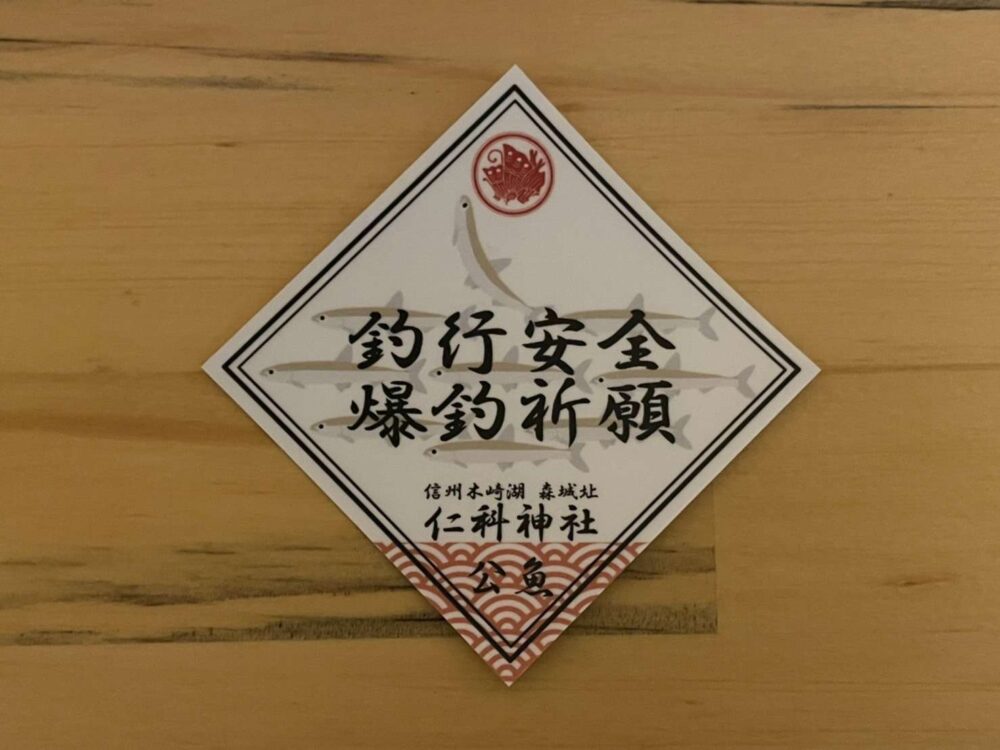 釣行安全
爆釣祈願
信州木崎湖 森城址
仁科神社
公魚